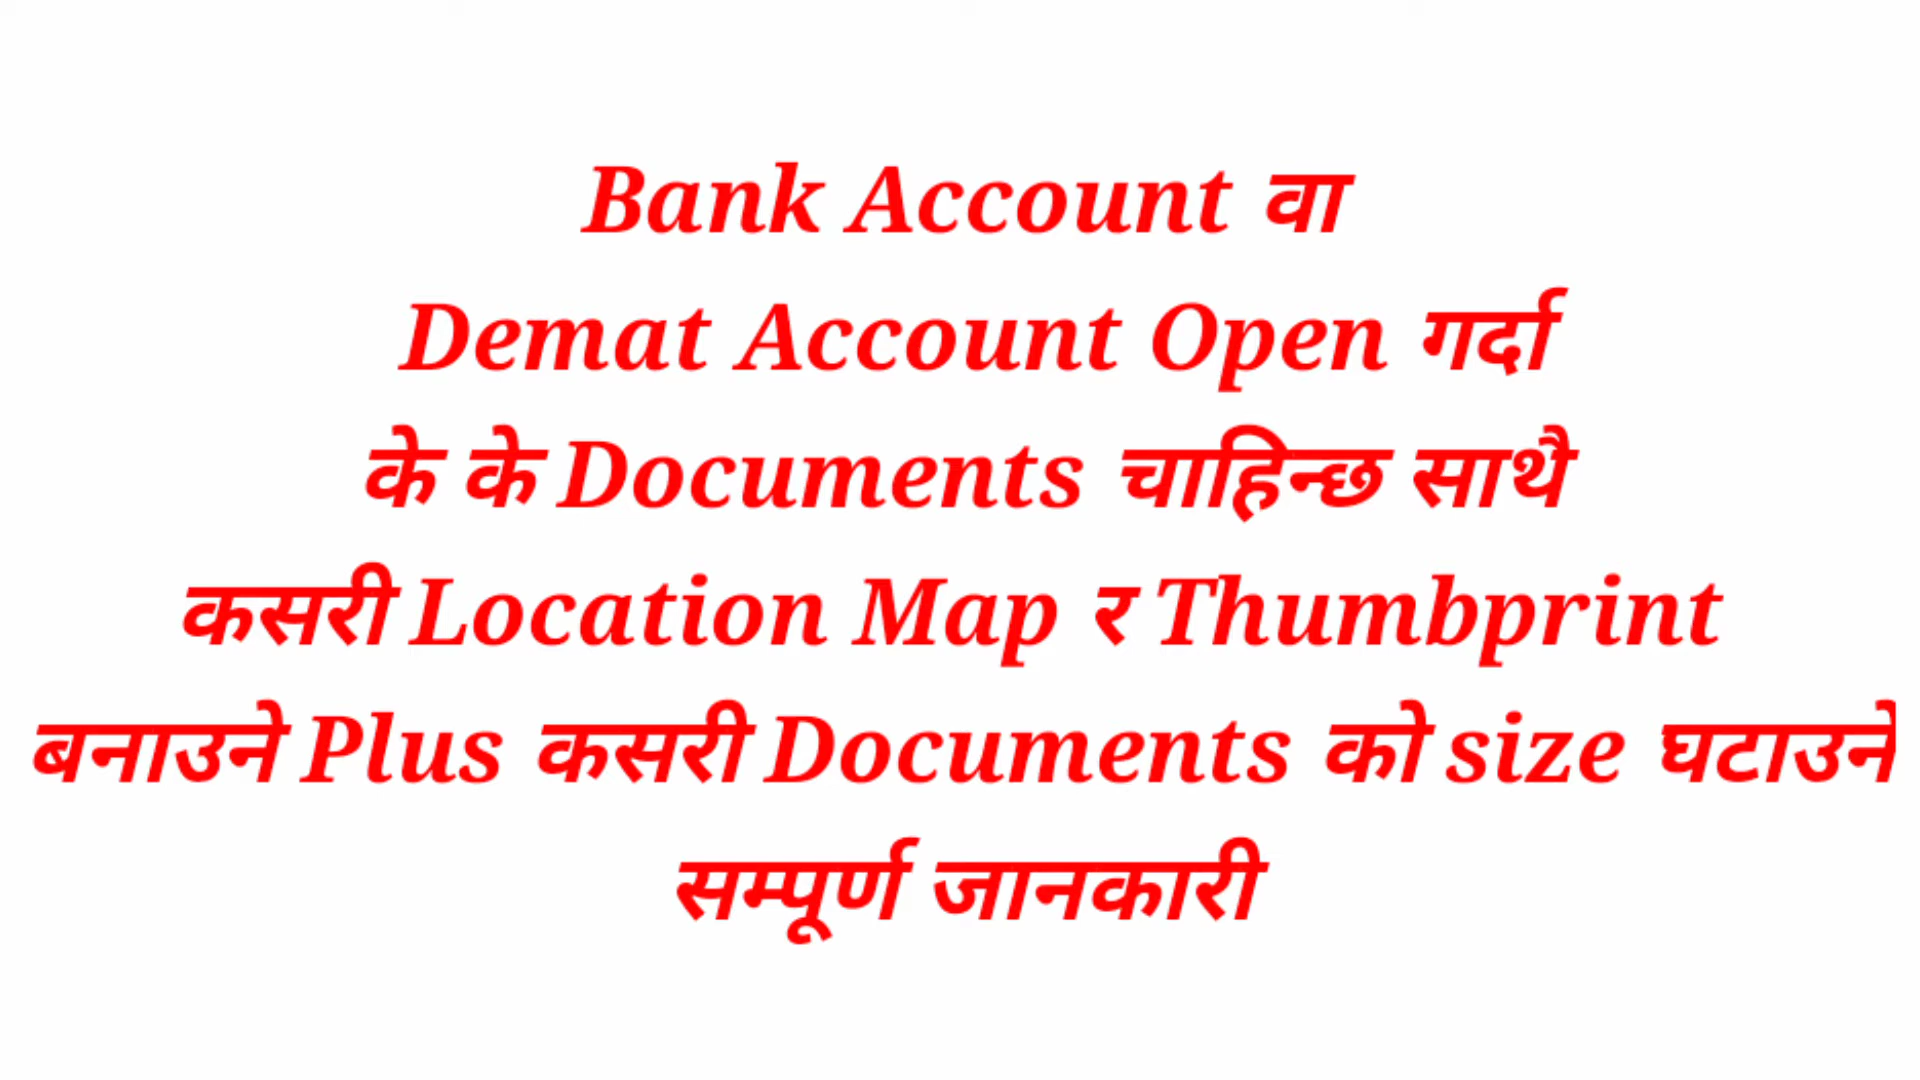 Bank Account वा
Demat Account Open गर्दा
के के Documents चाहिन्छ साथै
कसरी Location Map र Thumbprint
बनाउने Plus कसरी Documents को size घटाउने
सम्पूर्ण जानकारी